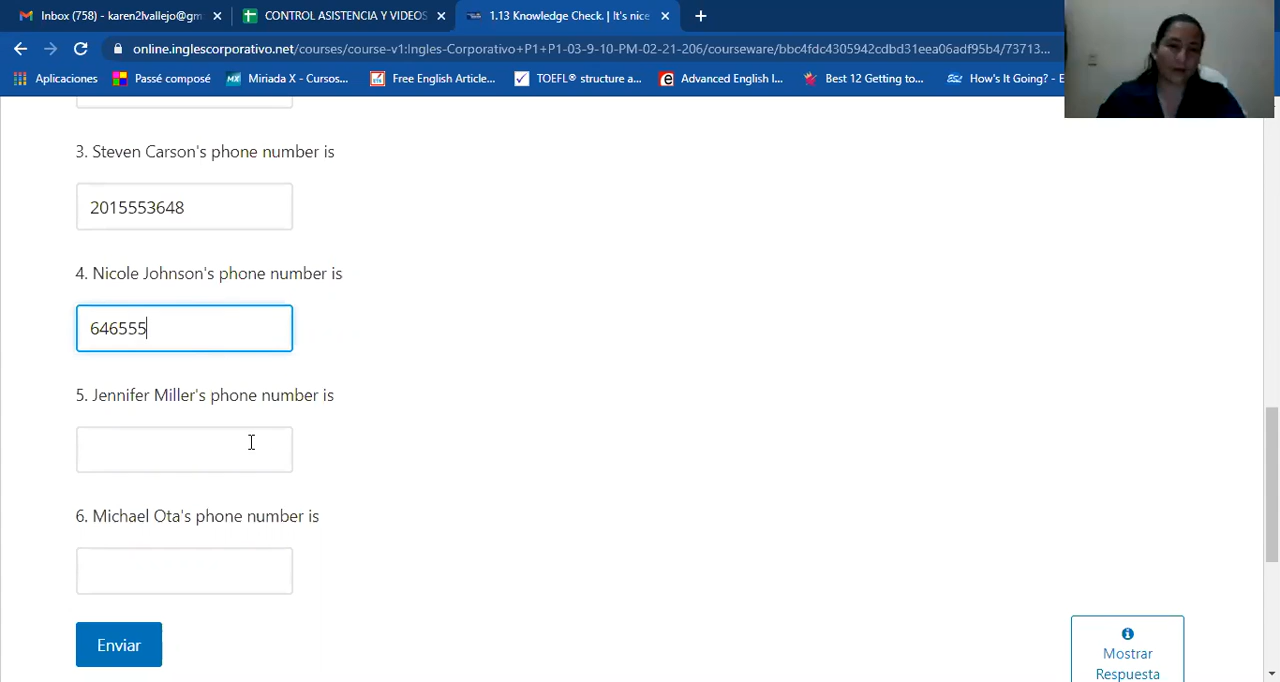 Inbox (758) - karen2lvallejo@gm
CONTROL ASISTENCIA Y VIDEOS
1.13 Knowledge Check. | It's nice
online.inglescorporativo.net/courses/course-v1:Ingles-Corporativo+P1+P1-03-9-10-PM-02-21-206/courseware/bbc4fdc4305942cdbd31eea06adf95b4/73713...
Aplicaciones
Passé composé
Miriada X - Cursos...
Free English Article...
TOEFL® structure a...
Advanced English I...
Best 12 Getting to...
How's It Going? - E
3. Steven Carson's phone number is
2015553648
4. Nicole Johnson's phone number is
646555
5. Jennifer Miller's phone number is
6. Michael Ota's phone number is
Enviar
Mostrar
Respuesta